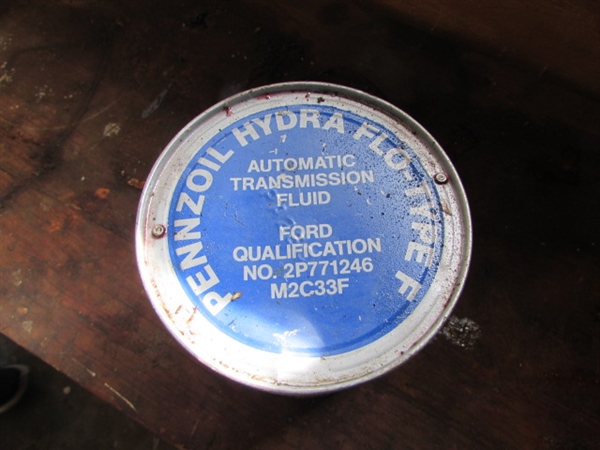 PENNZOIL HYDRA FLO-TYPE F
AUTOMATIC
TRANSMISSION
FLUID
FORD
QUALIFICATION
NO. 2P771246
M2C33F